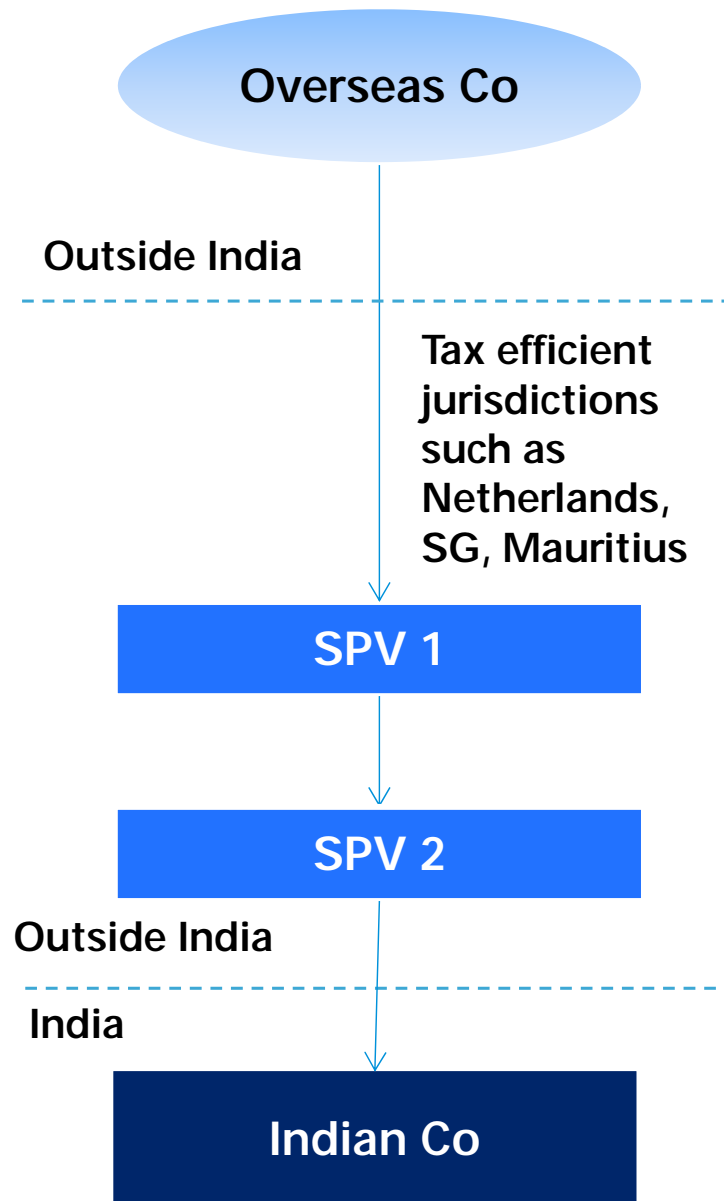 Overseas Co
Outside India
Tax efficient
jurisdictions
such as
Netherlands,
SG, Mauritius
SPV 1
SPV 2
Outside India
India
Indian Co